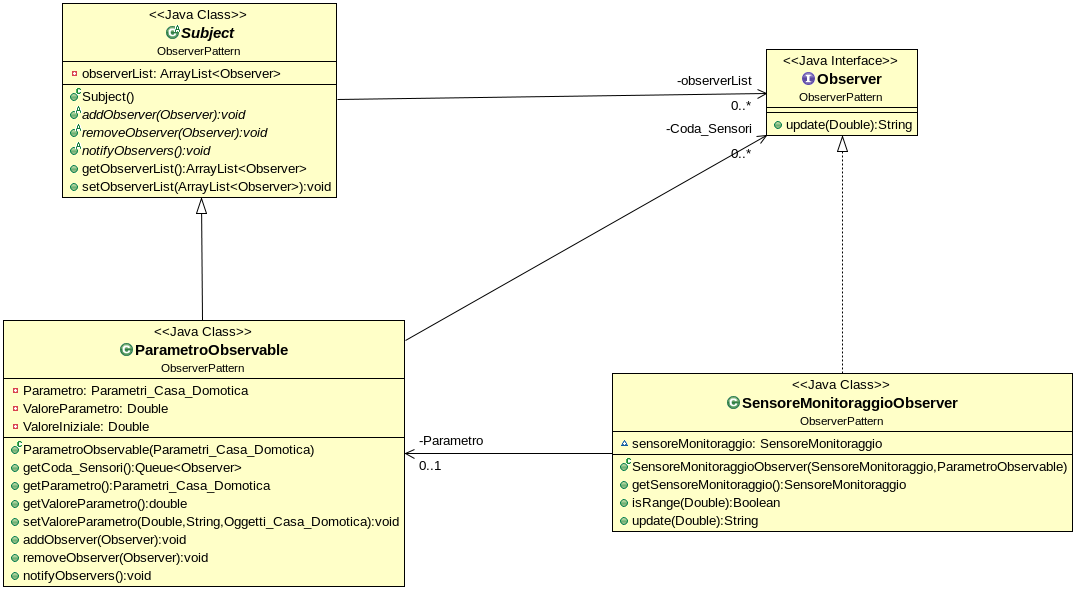 <<Java Class>>
Subject
ObserverPattern
observerList: ArrayList<Observer>
Subject()
addObserver(Observer):void
removeObserver(Observer):void
notifyObservers():void
getObserverList():ArrayList<Observer>
setObserverList(ArrayList<Observer>):void
-observerList
0..*
-Coda_Sensori
0..*
<<Java Interface>>
Observer
ObserverPattern
update(Double):String
<<Java Class>>
ParametroObservable
ObserverPattern
Parametro: Parametri_Casa_Domotica
ValoreParametro: Double
ValoreIniziale: Double
ParametroObservable(Parametri_Casa_Domotica)
getCoda_Sensori():Queue<Observer>
getParametro():Parametri_Casa_Domotica
getValoreParametro():double
setValoreParametro(Double,String,Oggetti_Casa_Domotica):void
addObserver(Observer):void
removeObserver(Observer):void
notifyObservers():void
-Parametro
0..1
<<Java Class>>
SensoreMonitoraggioObserver
ObserverPattern
sensoreMonitoraggio: SensoreMonitoraggio
SensoreMonitoraggioObserver(SensoreMonitoraggio,ParametroObservable)
getSensoreMonitoraggio():SensoreMonitoraggio
isRange(Double):Boolean
update(Double):String